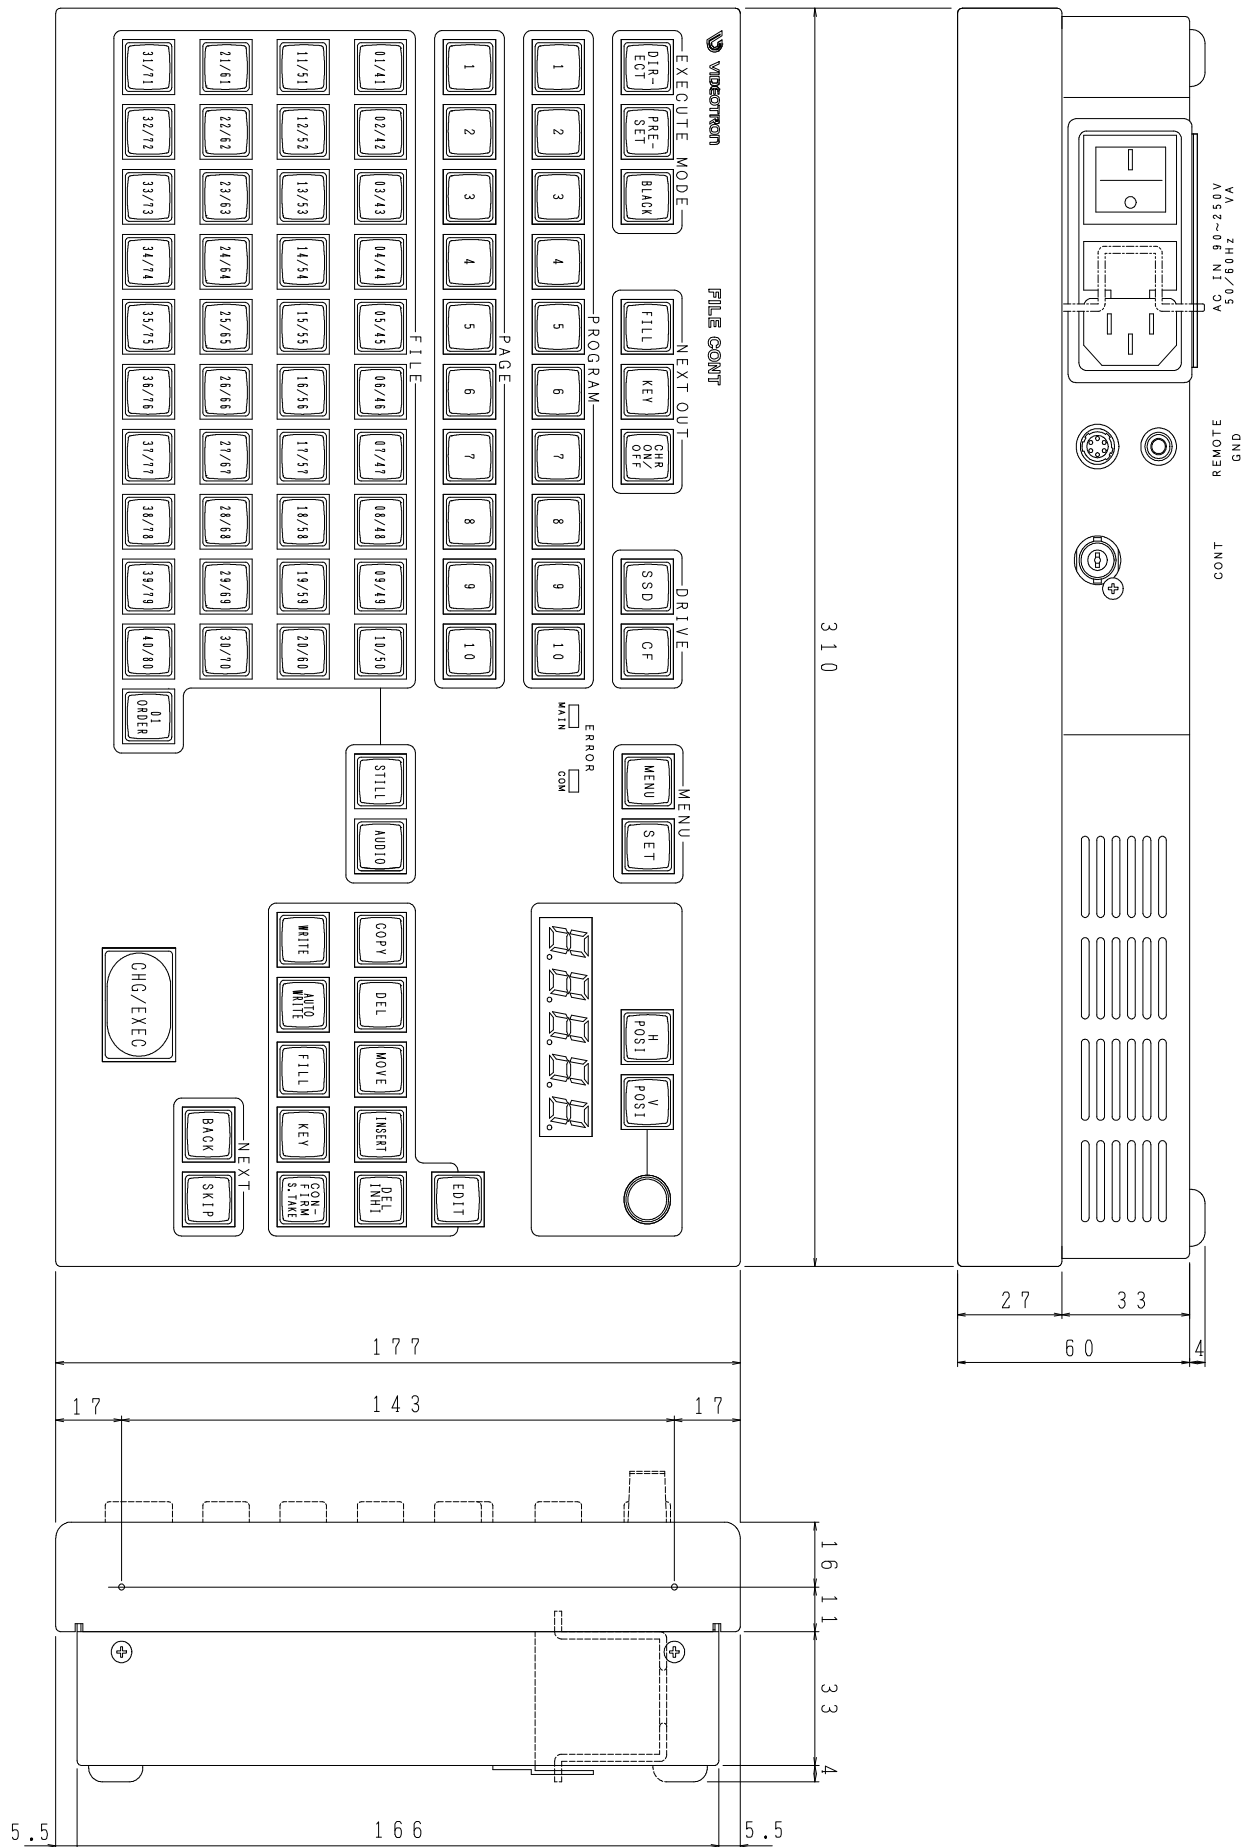 VIDEOTRON
FILE CONT
EXECUTE MODE
DIR-
ECT
PRE-
SET
BLACK
NEXT OUT
FILL
KEY
CHR
ON/
OFF
DRIVE
SSD
CF
MENU
MENU
SET
H
POSI
V
POSI
PROGRAM
1 2 3 4 5 6 7 8 9 10
ERROR
MAIN
COM
PAGE
1 2 3 4 5 6 7 8 9 10
EDIT
FILE
01/41 02/42 03/43 04/44 05/45 06/46 07/47 08/48 09/49 10/50
11/51 12/52 13/53 14/54 15/55 16/56 17/57 18/58 19/59 20/60
21/61 22/62 23/63 24/64 25/65 26/66 27/67 28/68 29/69 30/70
31/71 32/72 33/73 34/74 35/75 36/76 37/77 38/78 39/79 40/80
01
ORDER
STILL
AUDIO
COPY
DEL
MOVE
INSERT
DEL
INHI
WRITE
AUTO
WRITE
FILL
KEY
CON-
FIRM
S.TAKE
NEXT
BACK
SKIP
CHG/EXEC
310
AC IN 90~250V
50/60Hz VA
REMOTE
GND
CONT
27
33
60
4
177
17
143
17
16
11
33
4
5.5
166
5.5